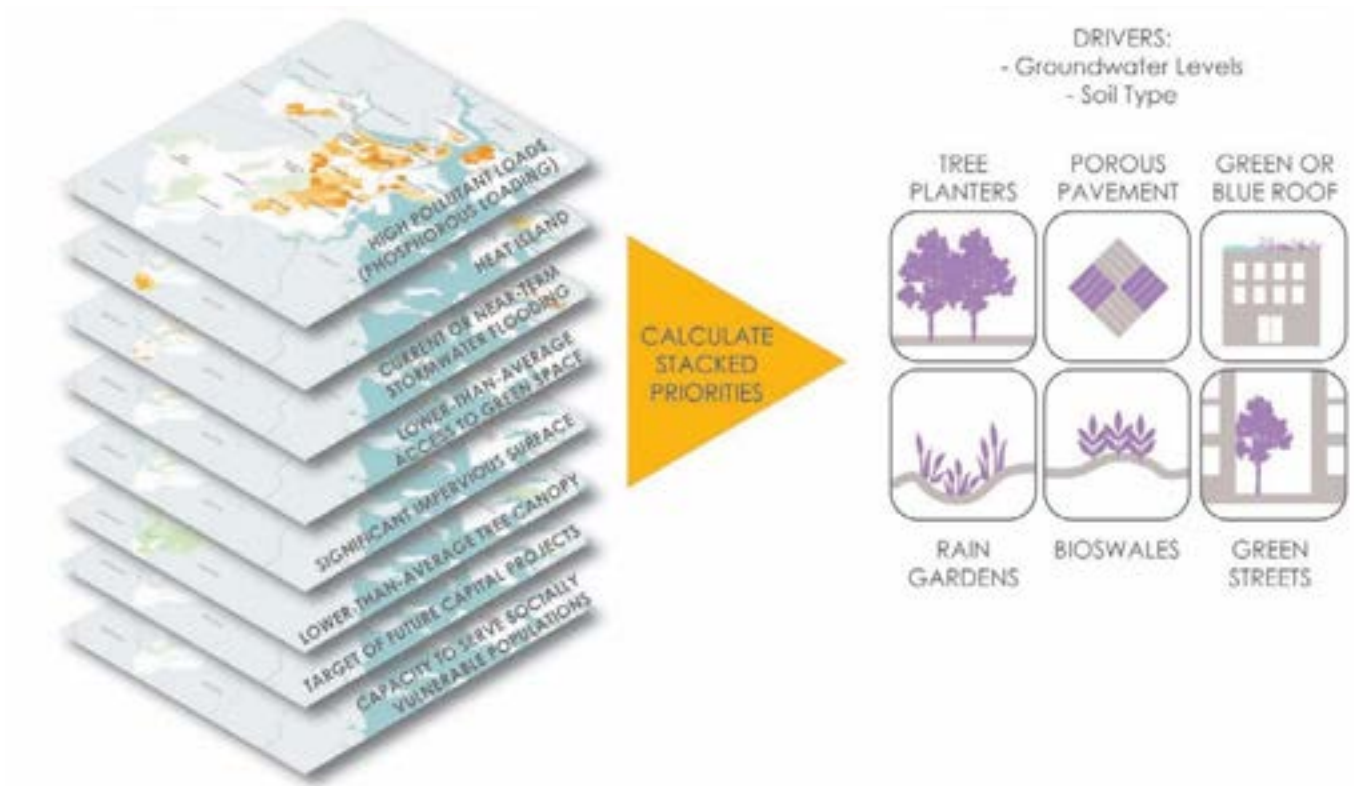 HIGH POLLUTANT LOADS
(PHOSPHOROUS LOADING)
HEAT ISLAND
CURRENT OR NEAR-TERM
STORMWATER FLOODING
LOWER-THAN-AVERAGE
ACCESS TO GREEN SPACE
SIGNIFICANT IMPERVIOUS SURFACE
LOWER-THAN-AVERAGE TREE CANOPY
TARGET OF FUTURE CAPITAL PROJECTS
CAPACITY TO SERVE SOCIALLY
VULNERABLE POPULATIONS
CALCULATE
STACKED
PRIORITIES
DRIVERS:
- Groundwater Levels
- Soil Type
TREE
PLANTERS
POROUS
PAVEMENT
GREEN OR
BLUE ROOF
RAIN
GARDENS
BIOSWALES
GREEN
STREETS